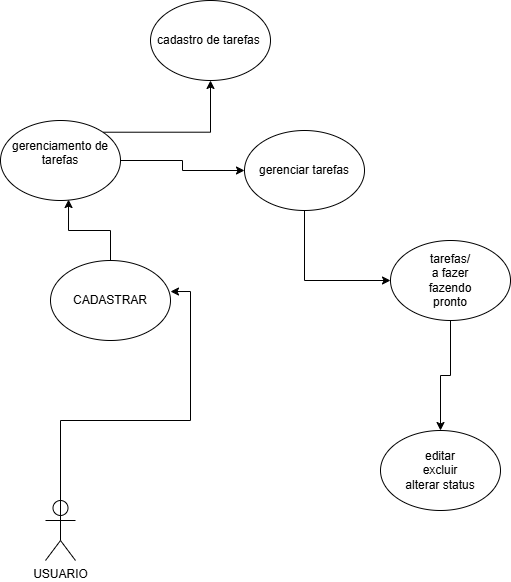 cadastro de tarefas
gerenciamento de
tarefas
gerenciar tarefas
tarefas/
a fazer
fazendo
pronto
CADASTRAR
editar
excluir
alterar status
USUARIO